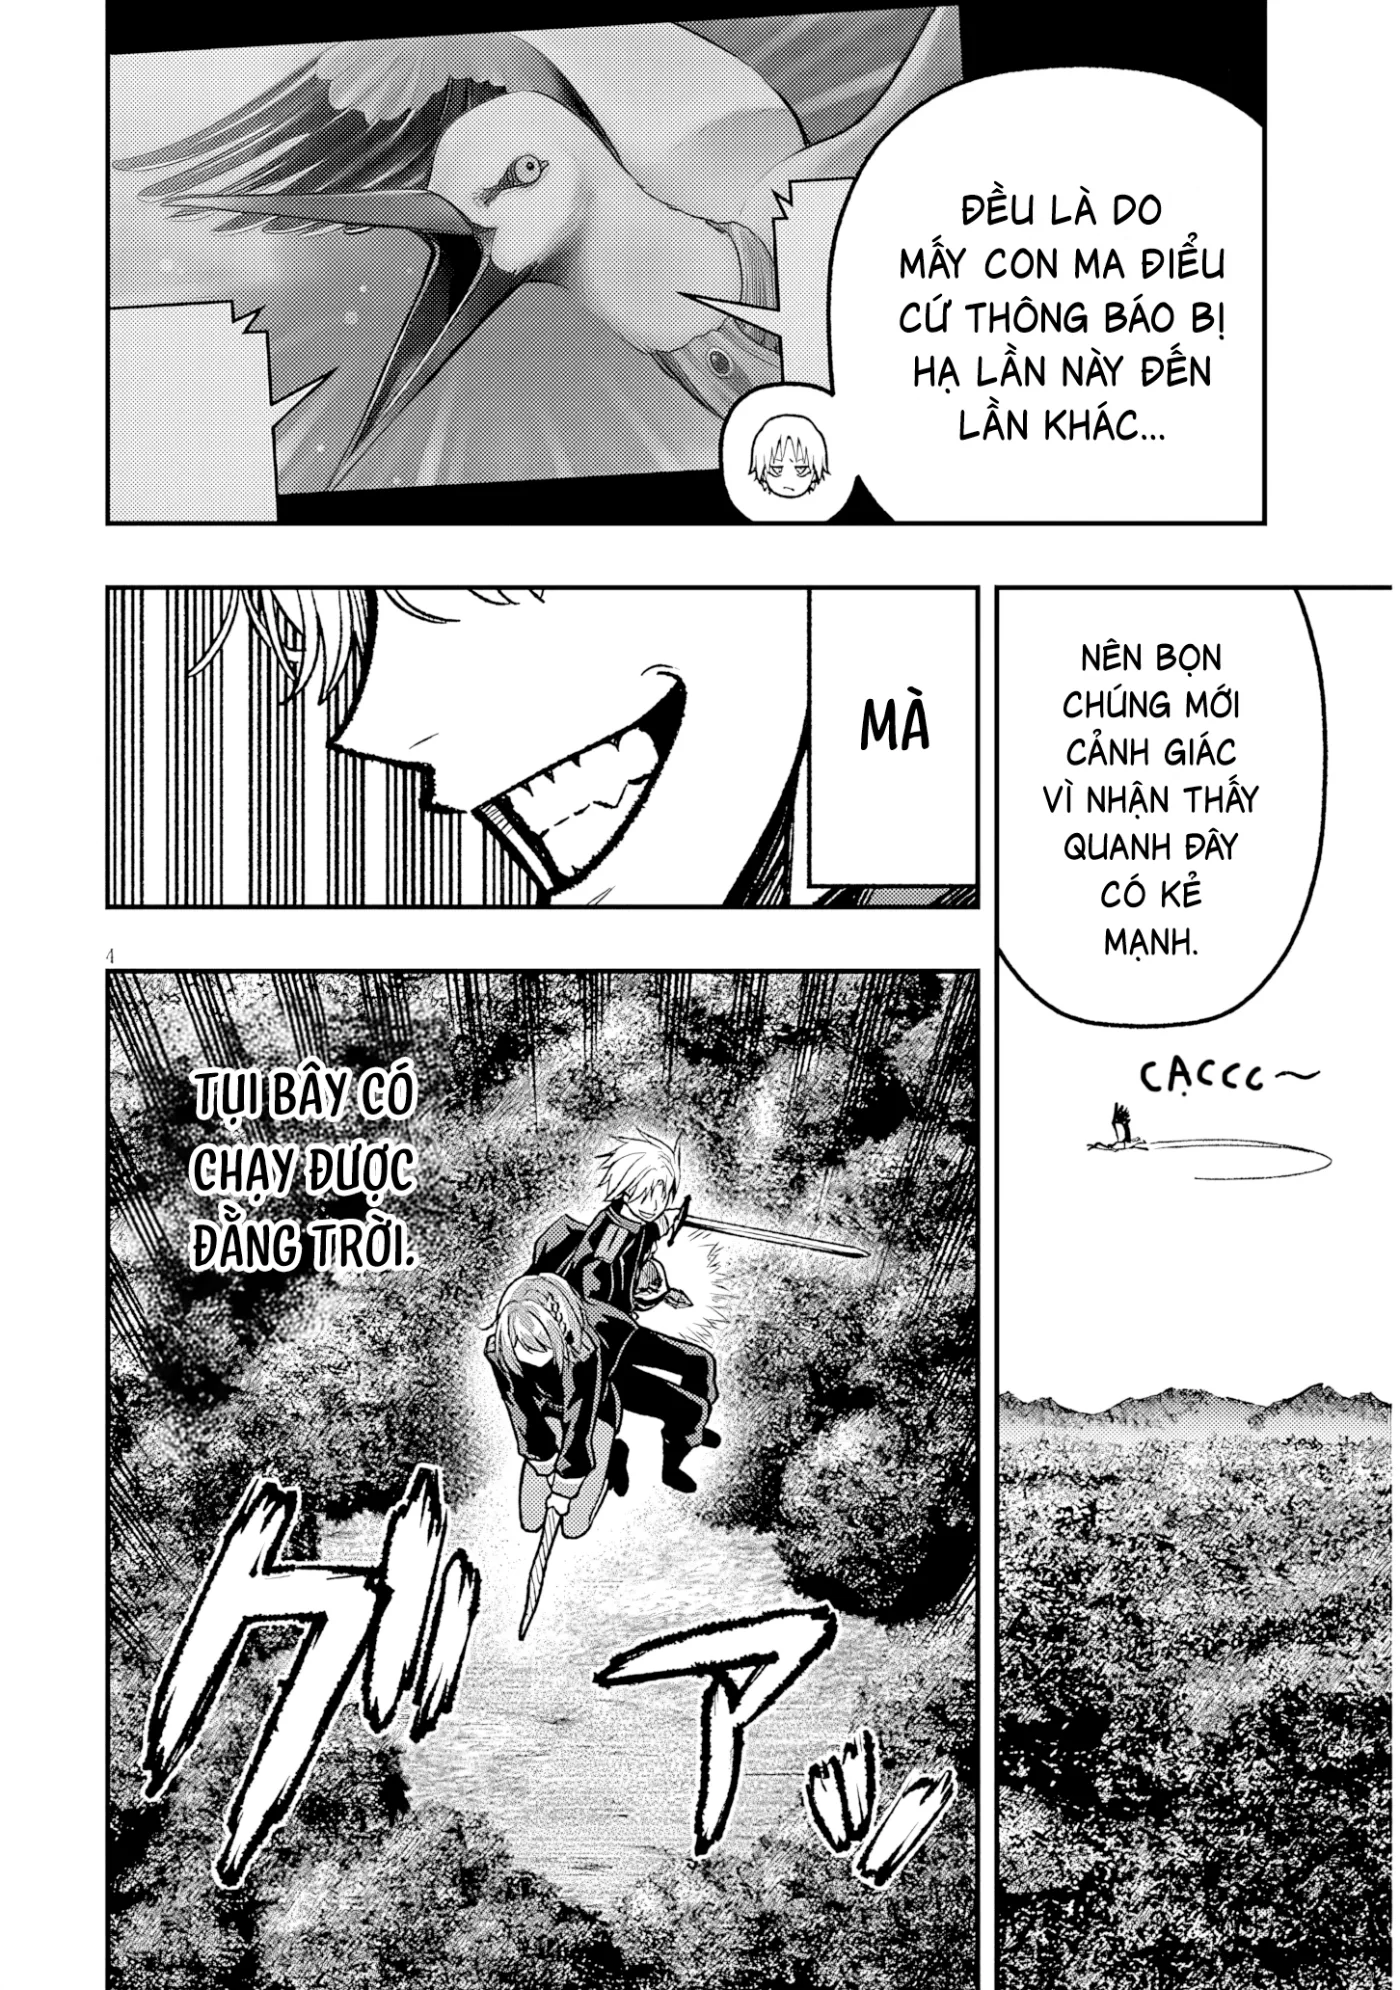 ĐỀU LÀ DO
MẤY CON MA ĐIỂU
CỨ THÔNG BÁO BỊ
HẠ LẦN NÀY ĐẾN
LẦN KHÁC...
NÊN BỌN
CHÚNG MỚI
CẢNH GIÁC
VÌ NHẬN THẤY
QUANH ĐÂY
CÓ KẺ
MẠNH.
CẠCCC~
MÀ
4
TỤI BÂY CÓ
CHẠY ĐƯỢC
ĐẰNG TRỜI.
グアッ